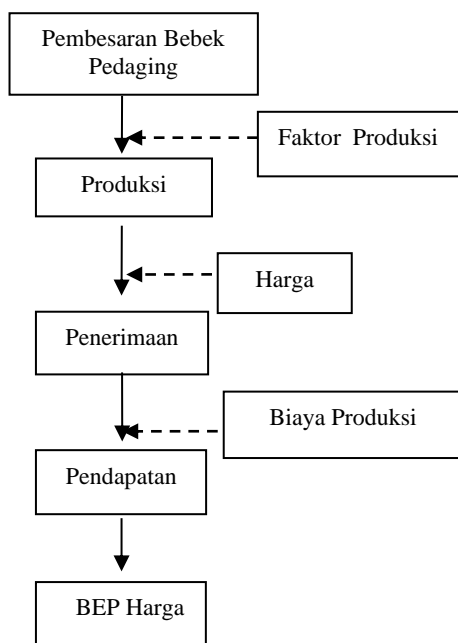 Pembesaran Bebek
Pedaging
Faktor Produksi
Produksi
Harga
Penerimaan
Biaya Produksi
Pendapatan
BEP Harga